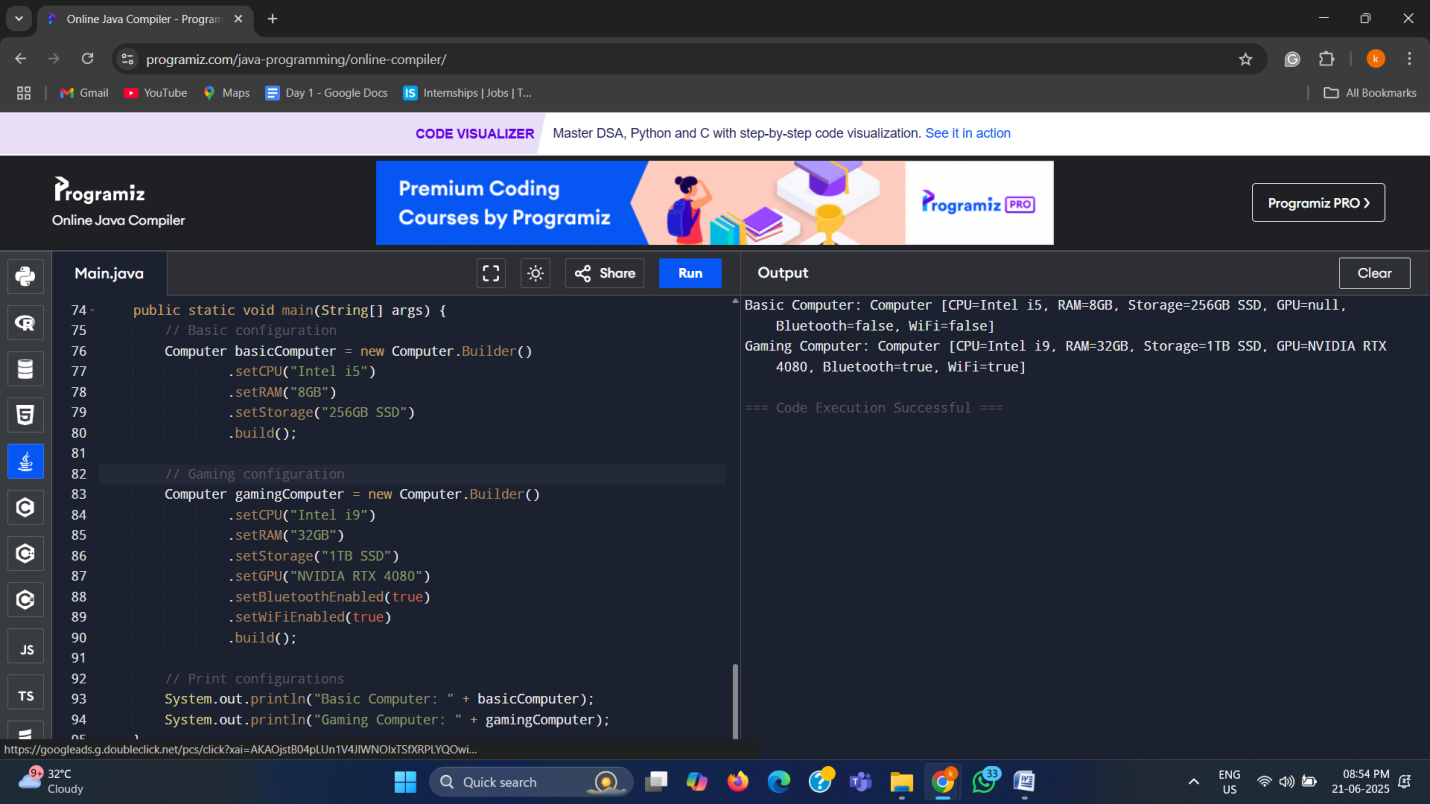 Online Java Compiler - Program
programiz.com/java-programming/online-compiler/
k
Gmail
YouTube
Maps
Day 1 - Google Docs
IS
Internships | Jobs | T...
All Bookmarks
CODE VISUALIZER
Master DSA, Python and C with step-by-step code visualization. See it in action
Programiz
Online Java Compiler
Premium Coding
Courses by Programiz
Programiz PRO
Programiz PRO
Main.java
Share
Run
Output
Clear
74 public static void main(String[] args) {
75 // Basic configuration
76 Computer basicComputer = new Computer.Builder()
77 .setCPU("Intel i5")
78 .setRAM("8GB")
79 .setStorage("256GB SSD")
80 .build();
81
82 // Gaming configuration
83 Computer gamingComputer = new Computer.Builder()
84 .setCPU("Intel i9")
85 .setRAM("32GB")
86 .setStorage("1TB SSD")
87 .setGPU("NVIDIA RTX 4080")
88 .setBluetoothEnabled(true)
89 .setWiFiEnabled(true)
90 .build();
91
92 // Print configurations
93 System.out.println("Basic Computer: " + basicComputer);
94 System.out.println("Gaming Computer: " + gamingComputer);
95 }
Basic Computer: Computer [CPU=Intel i5, RAM=8GB, Storage=256GB SSD, GPU=null,
Bluetooth=false, WiFi=false]
Gaming Computer: Computer [CPU=Intel i9, RAM=32GB, Storage=1TB SSD, GPU=NVIDIA RTX
4080, Bluetooth=true, WiFi=true]
=== Code Execution Successful ===
JS
TS
9+
32°C
Cloudy
Quick search
33
ENG
US
08:54 PM
21-06-2025